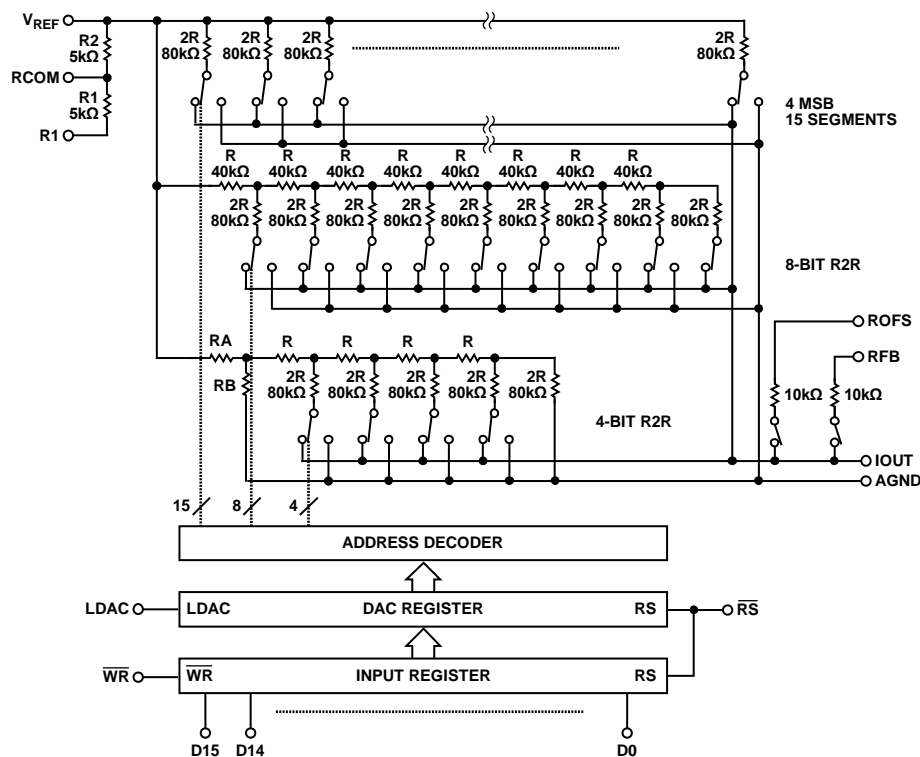 VREF
R2
5kΩ
RCOM
R1
5kΩ
R1
2R 2R 2R 2R
80kΩ 80kΩ 80kΩ 80kΩ
4 MSB
15 SEGMENTS
R R R R R R R R
40kΩ 40kΩ 40kΩ 40kΩ 40kΩ 40kΩ 40kΩ 40kΩ
2R 2R 2R 2R 2R 2R 2R 2R 2R
80kΩ 80kΩ 80kΩ 80kΩ 80kΩ 80kΩ 80kΩ 80kΩ 80kΩ
8-BIT R2R
ROFS
RA R R R R
RFB
RB
2R 2R 2R 2R 2R
80kΩ 80kΩ 80kΩ 80kΩ 80kΩ
10kΩ 10kΩ
4-BIT R2R
IOUT
AGND
15 8 4
ADDRESS DECODER
LDAC LDAC DAC REGISTER RS R̅S̅
W̅R̅ W̅R̅ INPUT REGISTER RS
D15 D14 D0